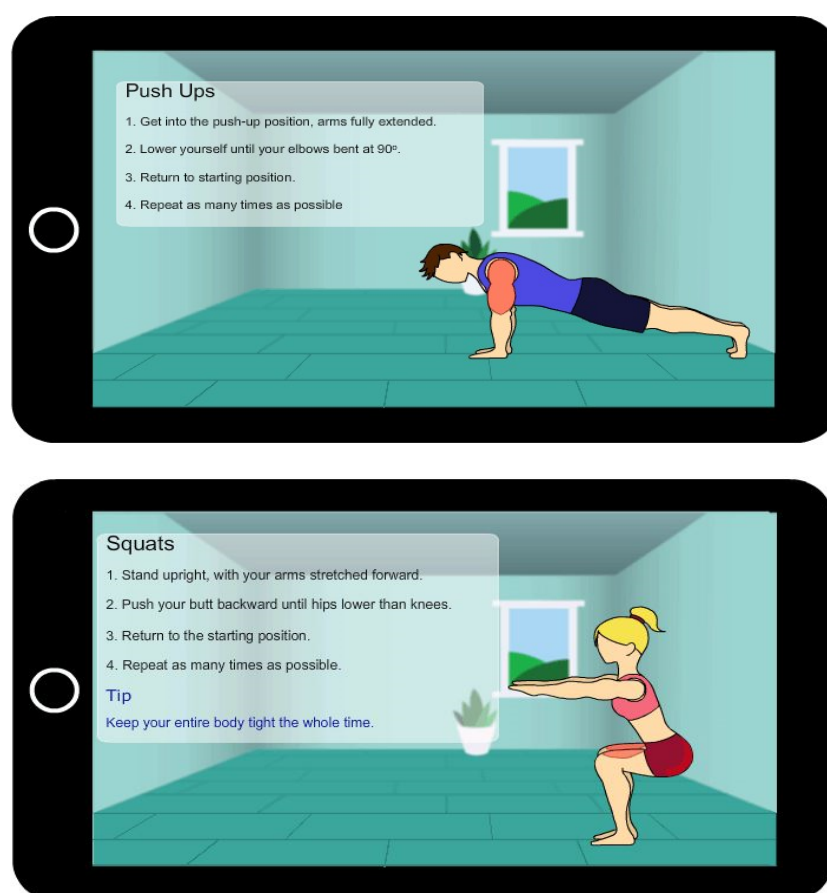 Push Ups
1. Get into the push-up position, arms fully extended.
2. Lower yourself until your elbows bent at 90º.
3. Return to starting position.
4. Repeat as many times as possible
Squats
1. Stand upright, with your arms stretched forward.
2. Push your butt backward until hips lower than knees.
3. Return to the starting position.
4. Repeat as many times as possible.
Tip
Keep your entire body tight the whole time.